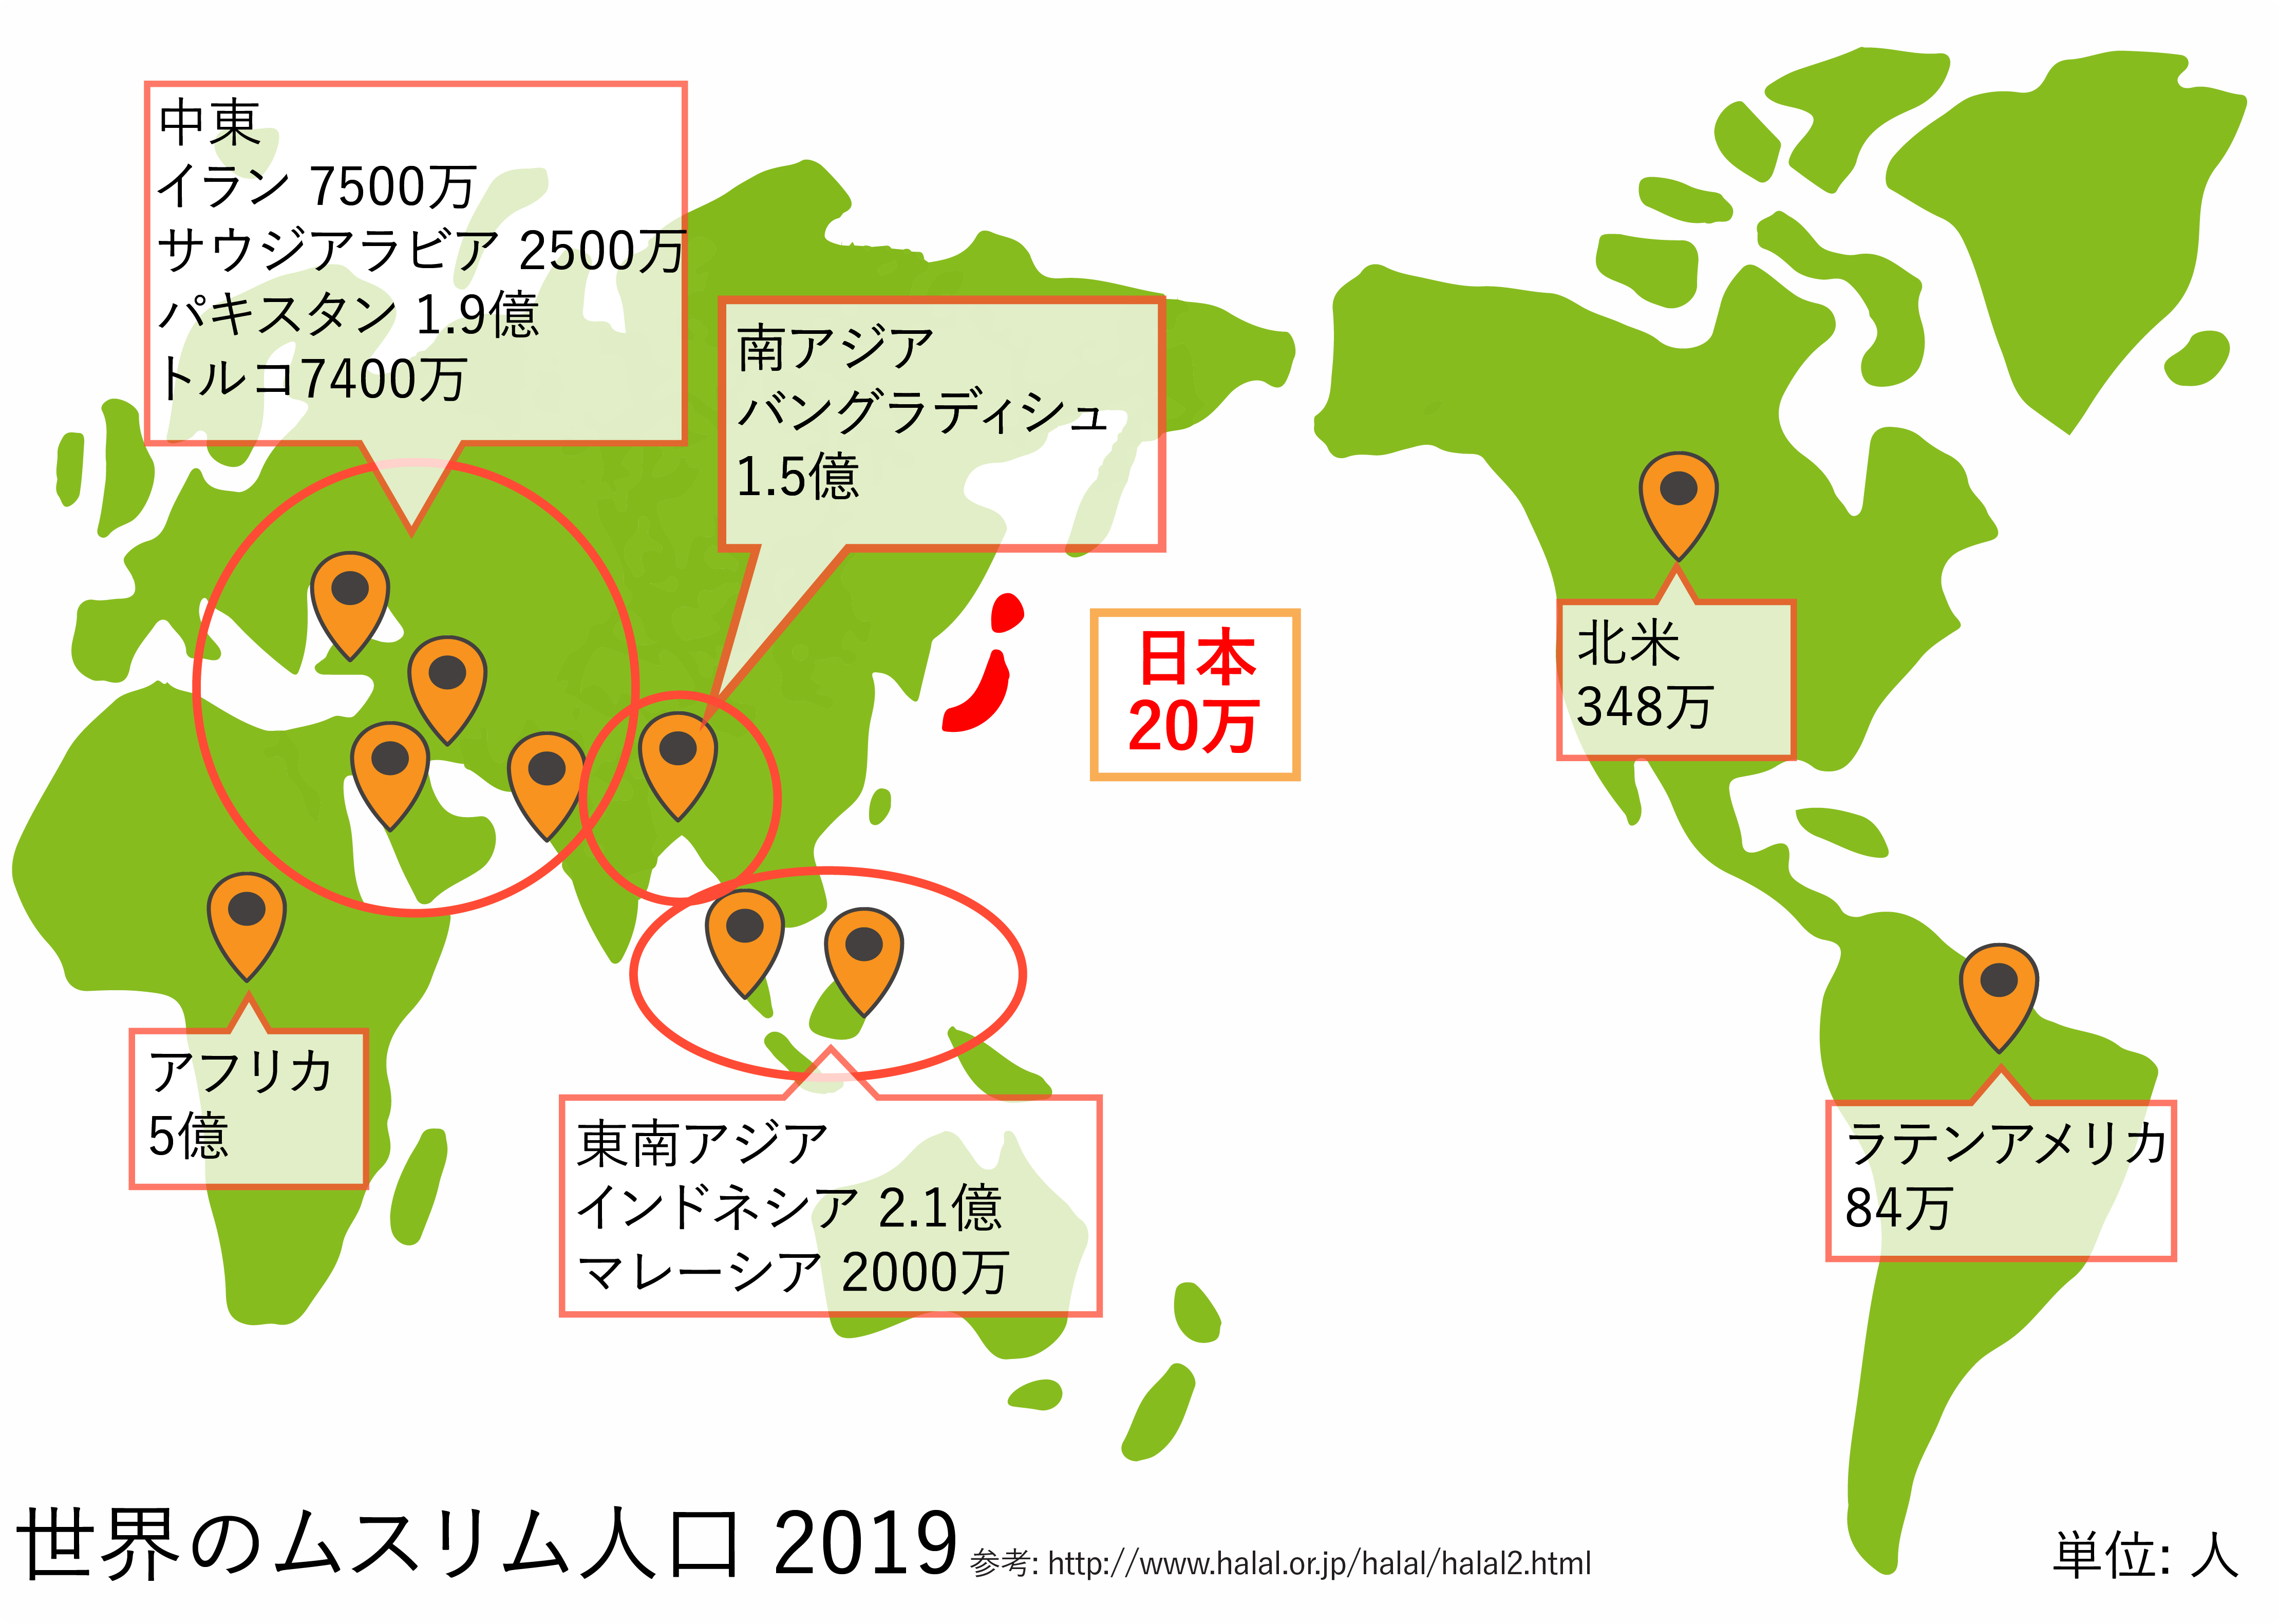 中東
イラン 7500万
サウジアラビア 2500万
パキスタン 1.9億
トルコ7400万
南アジア
バングラディシュ
1.5億
日本
20万
北米
348万
アフリカ
5億
東南アジア
インドネシア 2.1億
マレーシア 2000万
ラテンアメリカ
84万
世界のムスリム人口 2019 参考: http://www.halal.or.jp/halal/halal2.html
単位: 人